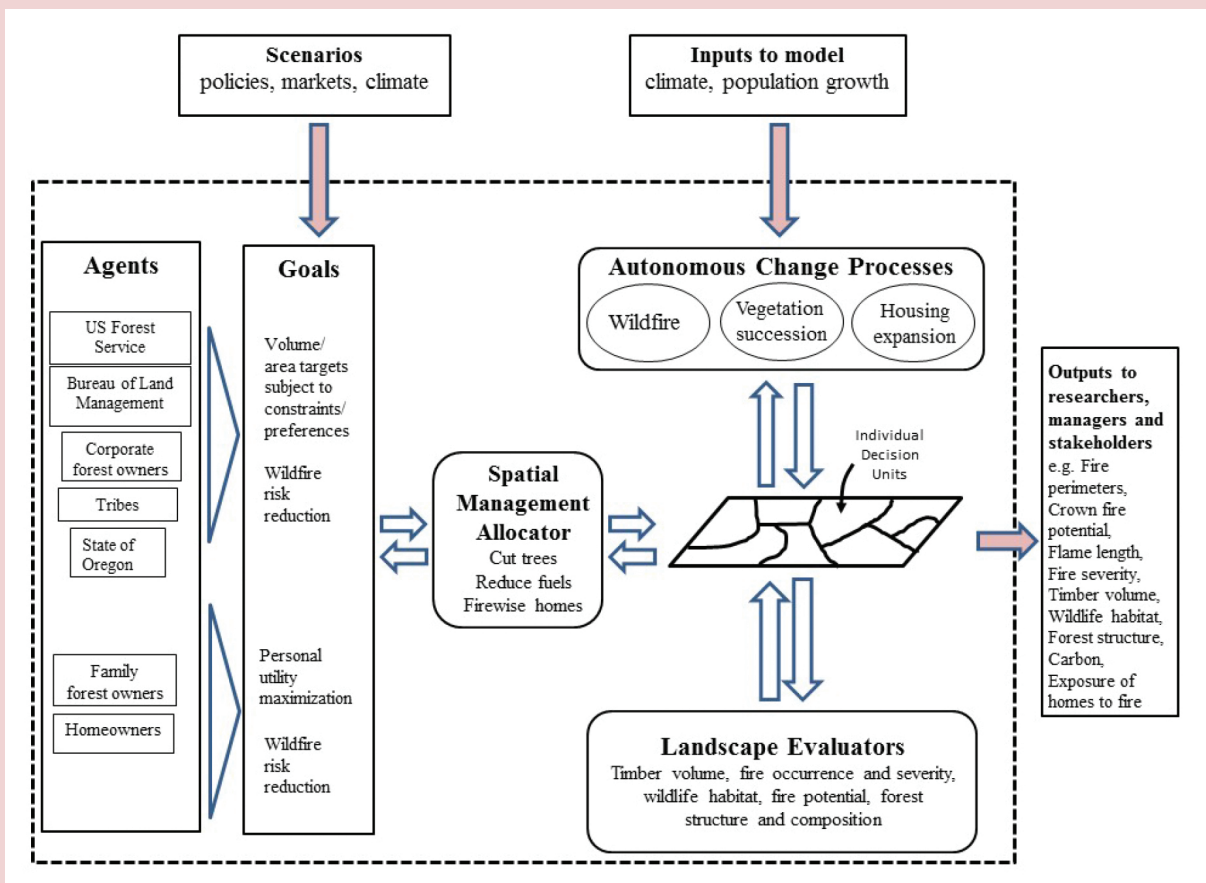 Scenarios
policies, markets, climate
Inputs to model
climate, population growth
Agents
US Forest
Service
Bureau of Land
Management
Corporate
forest owners
Tribes
State of
Oregon
Family
forest owners
Homeowners
Goals
Volume/
area targets
subject to
constraints/
preferences
Wildfire
risk
reduction
Personal
utility
maximization
Wildfire
risk
reduction
Spatial
Management
Allocator
Cut trees
Reduce fuels
Firewise homes
Autonomous Change Processes
Wildfire
Vegetation
succession
Housing
expansion
Individual
Decision
Units
Landscape Evaluators
Timber volume, fire occurrence and severity,
wildlife habitat, fire potential, forest
structure and composition
Outputs to
researchers,
managers and
stakeholders
e.g. Fire
perimeters,
Crown fire
potential,
Flame length,
Fire severity,
Timber volume,
Wildlife habitat,
Forest structure,
Carbon,
Exposure of
homes to fire